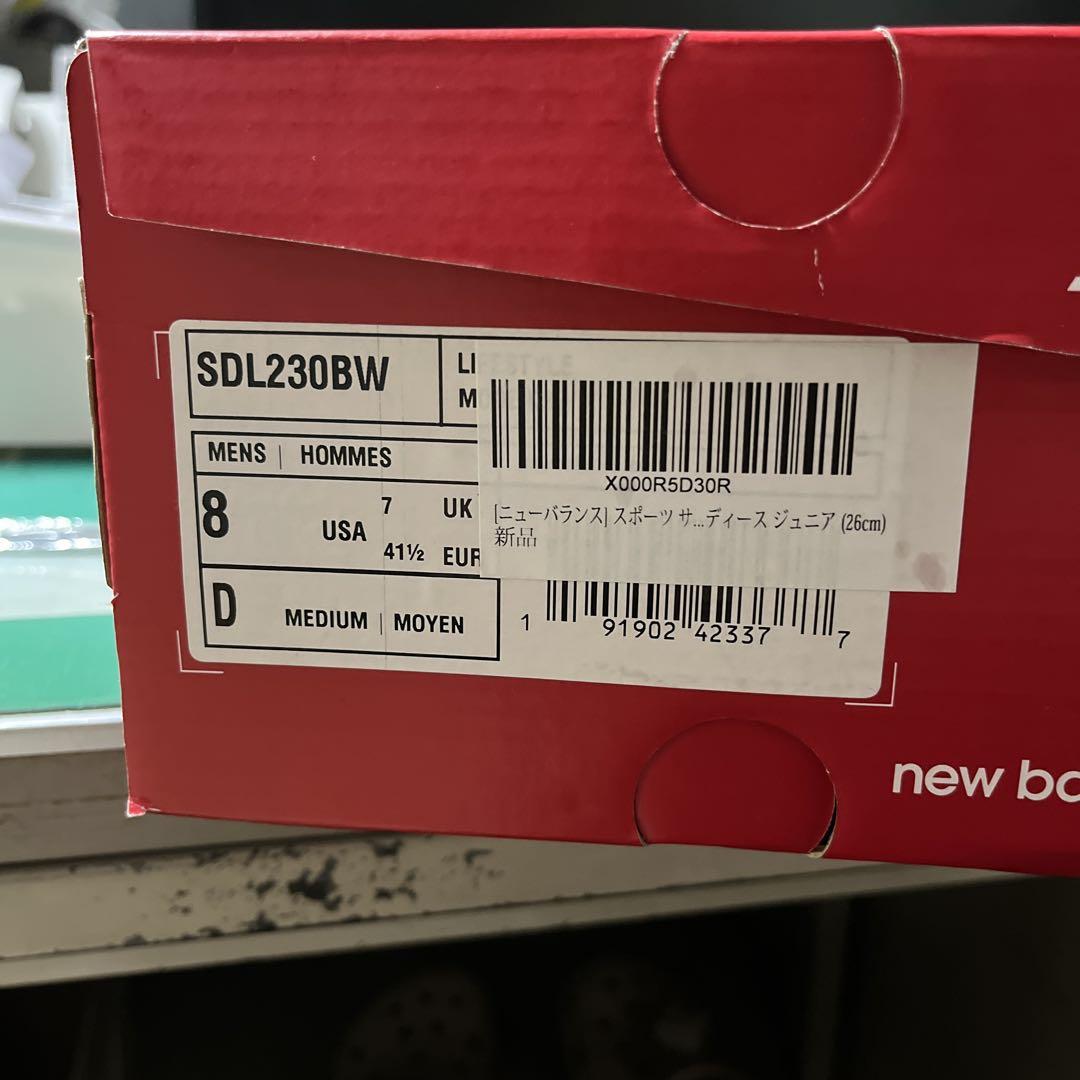 SDL230BW
LIFESTYLE
M
MENS | HOMMES
8 USA
7 UK
41½ EUR
D MEDIUM | MOYEN
X000R5D30R
[ニューバランス] スポーツ サ...ディース ジュニア (26cm)
新品
1 91902 42337 7
new ba